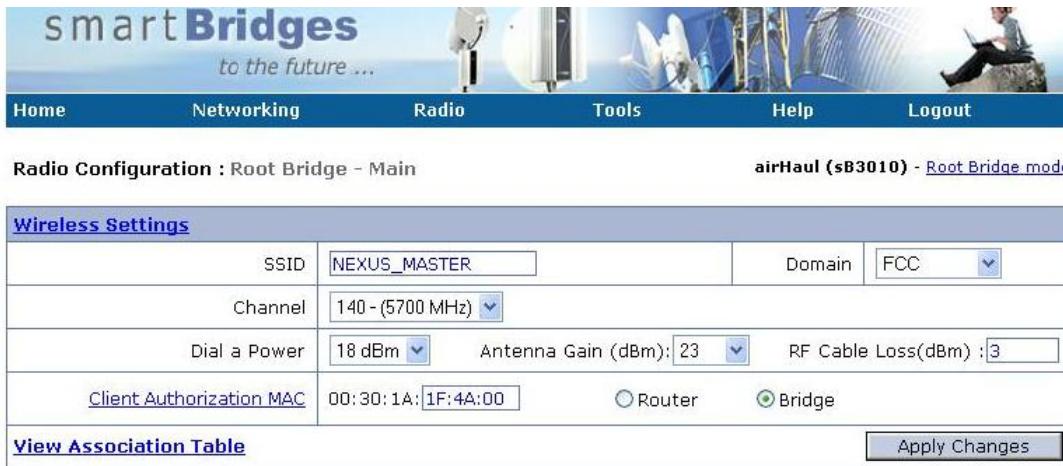 smartBridges
to the future ...
Home Networking Radio Tools Help Logout
Radio Configuration : Root Bridge - Main airHaul (sB3010) - Root Bridge mode
Wireless Settings
SSID NEXUS_MASTER Domain FCC
Channel 140 - (5700 MHz)
Dial a Power 18 dBm Antenna Gain (dBm): 23 RF Cable Loss(dBm) : 3
Client Authorization MAC 00:30:1A: 1F:4A:00 Router Bridge
View Association Table Apply Changes